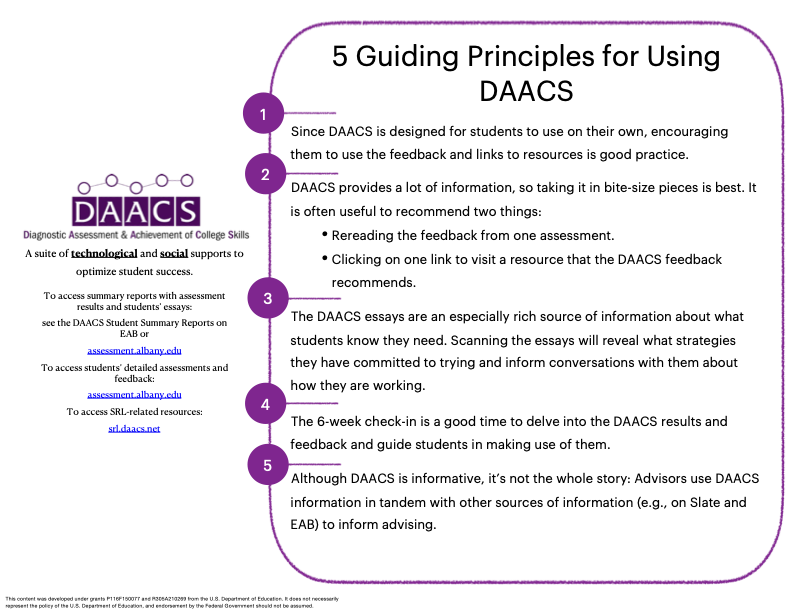 5 Guiding Principles for Using
DAACS
1
Since DAACS is designed for students to use on their own, encouraging
them to use the feedback and links to resources is good practice.
2
DAACS provides a lot of information, so taking it in bite-size pieces is best. It
is often useful to recommend two things:
• Rereading the feedback from one assessment.
• Clicking on one link to visit a resource that the DAACS feedback
recommends.
3
The DAACS essays are an especially rich source of information about what
students know they need. Scanning the essays will reveal what strategies
they have committed to trying and inform conversations with them about
how they are working.
4
The 6-week check-in is a good time to delve into the DAACS results and
feedback and guide students in making use of them.
5
Although DAACS is informative, it’s not the whole story: Advisors use DAACS
information in tandem with other sources of information (e.g., on Slate and
EAB) to inform advising.
DAACS
Diagnostic Assessment & Achievement of College Skills
A suite of technological and social supports to
optimize student success.
To access summary reports with assessment
results and students' essays:
see the DAACS Student Summary Reports on
EAB or
assessment.albany.edu
To access students' detailed assessments and
feedback:
assessment.albany.edu
To access SRL-related resources:
srl.daacs.net
This content was developed under grants P116F150077 and R305A210269 from the U.S. Department of Education. It does not necessarily
represent the policy of the U.S. Department of Education, and endorsement by the Federal Government should not be assumed.